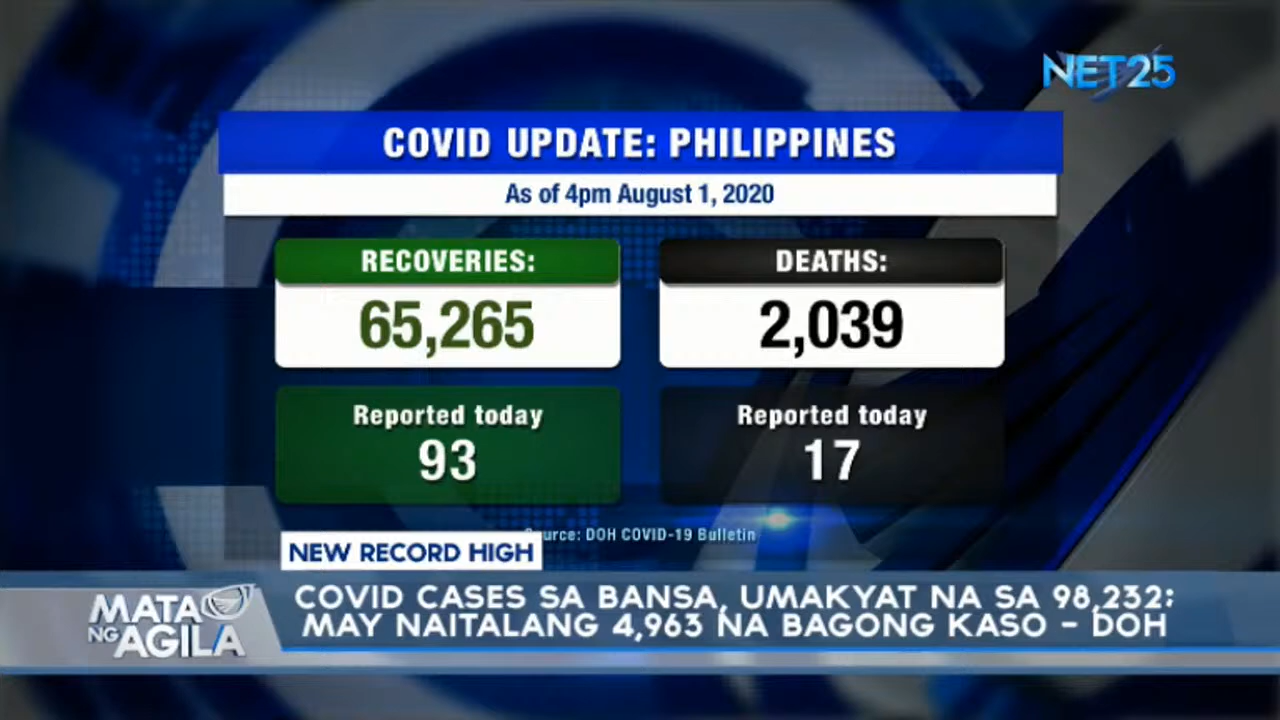 NET25
COVID UPDATE: PHILIPPINES
As of 4pm August 1, 2020
RECOVERIES:
65,265
DEATHS:
2,039
Reported today
93
Reported today
17
Source: DOH COVID-19 Bulletin
NEW RECORD HIGH
MATA
NG AGILA
COVID CASES SA BANSA, UMAKYAT NA SA 98,232:
MAY NAITALANG 4,963 NA BAGONG KASO – DOH